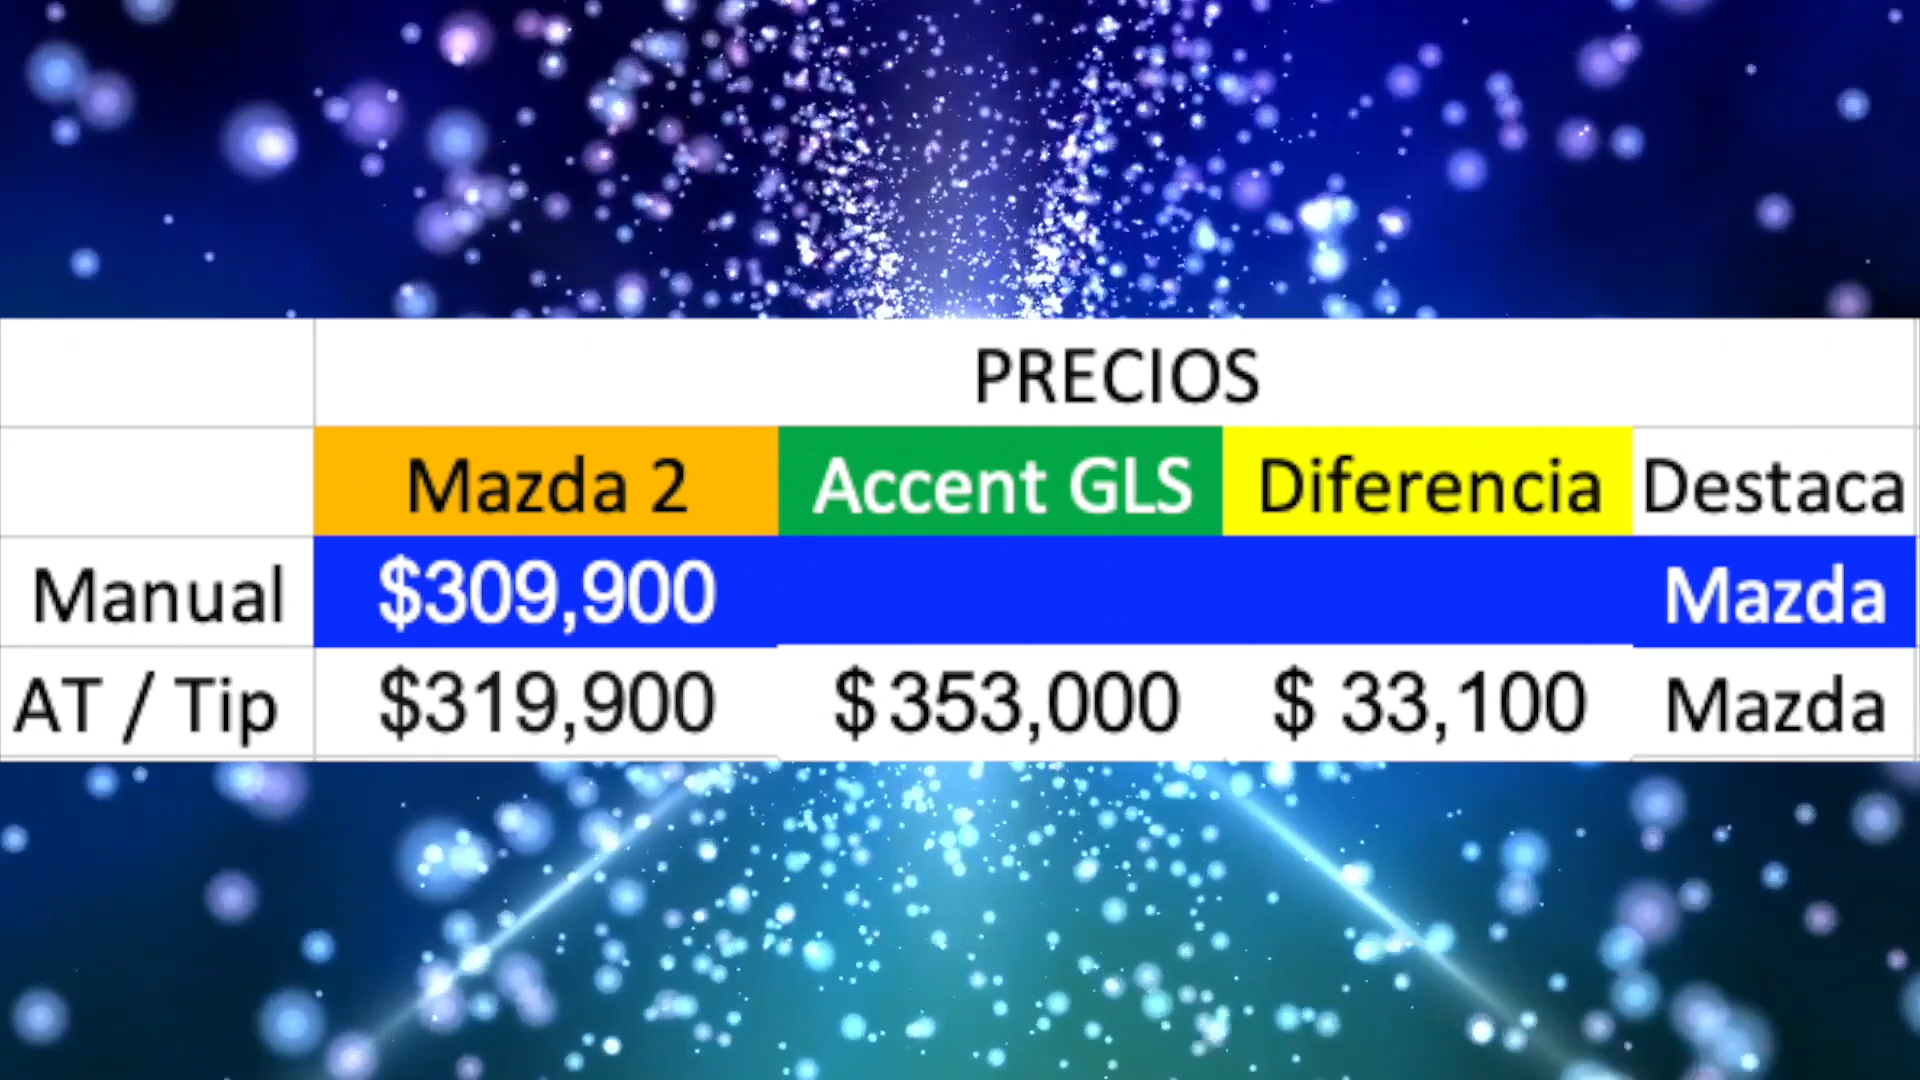 PRECIOS
Mazda 2 Accent GLS Diferencia Destaca
Manual $309,900 Mazda
AT / Tip $319,900 $353,000 $ 33,100 Mazda